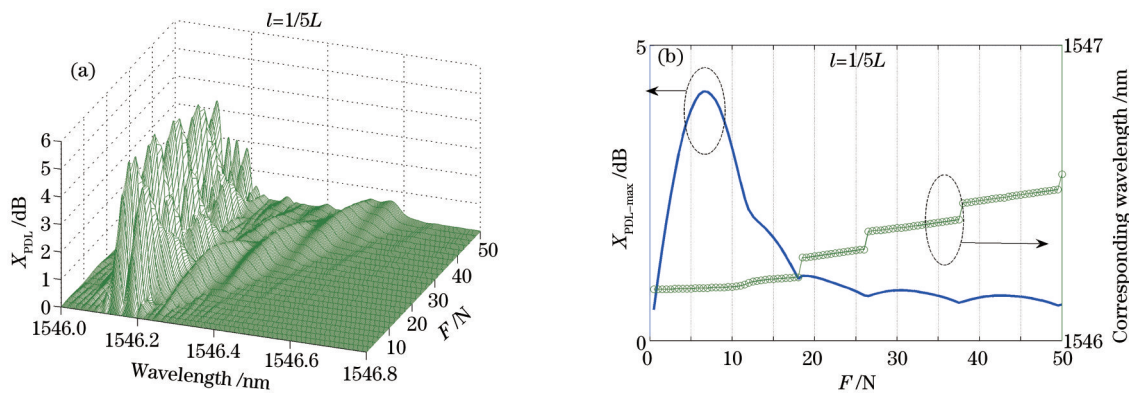 l=1/5L
(a)
X_PDL /dB
6
5
4
3
2
1
0
1546.0
1546.2
1546.4
1546.6
1546.8
Wavelength /nm
10
20
30
40
50
F /N
(b)
l=1/5L
5
0
X_PDL−max /dB
0
10
20
30
40
50
F /N
1547
1546
Corresponding wavelength /nm